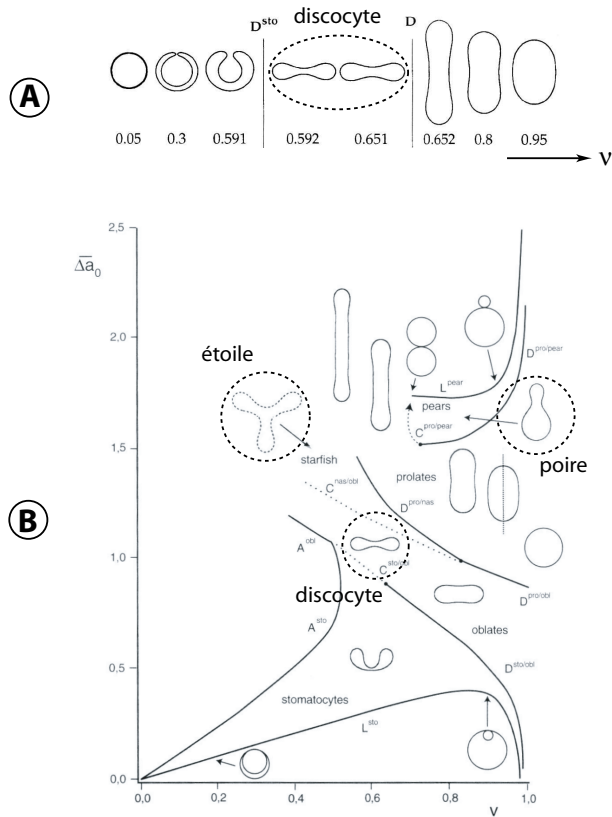 D^sto discocyte D
A
0.05 0.3 0.591 0.592 0.651 0.652 0.8 0.95
ν
2,5
Δa̅₀
2,0
étoile
D^pro/pear
L^pear
pears
C^pro/pear
1,5
starfish
poire
C^nas/obl
prolates
B
D^pro/nas
A^obl
1,0
C^sto/obl
discocyte
D^pro/obl
A^sto
oblates
0,5
D^sto/obl
stomatocytes
L^sto
0,0
0,0 0,2 0,4 0,6 0,8 1,0
v